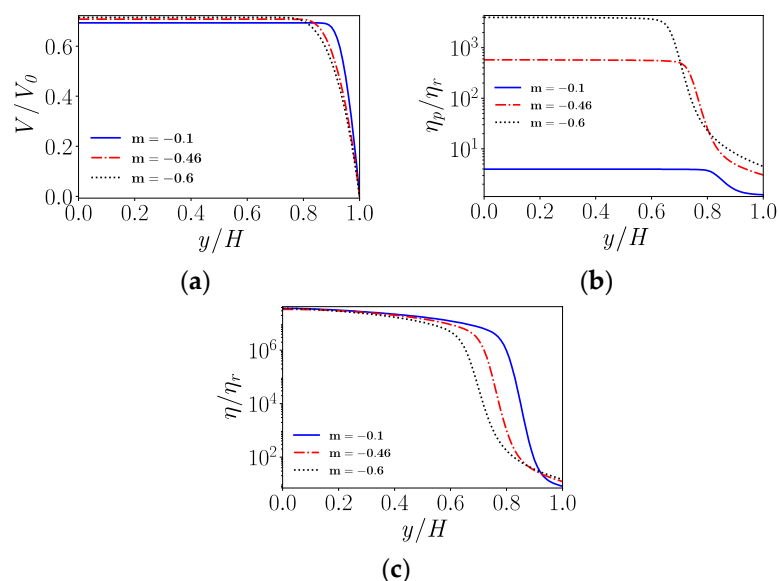 V/V0
0.6
0.4
0.2
0.0
m = −0.1
m = −0.46
m = −0.6
0.0 0.2 0.4 0.6 0.8 1.0
y/H
(a)
ηp/ηr
10^3
10^2
10^1
m = −0.1
m = −0.46
m = −0.6
0.0 0.2 0.4 0.6 0.8 1.0
y/H
(b)
η/ηr
10^6
10^4
10^2
m = −0.1
m = −0.46
m = −0.6
0.0 0.2 0.4 0.6 0.8 1.0
y/H
(c)